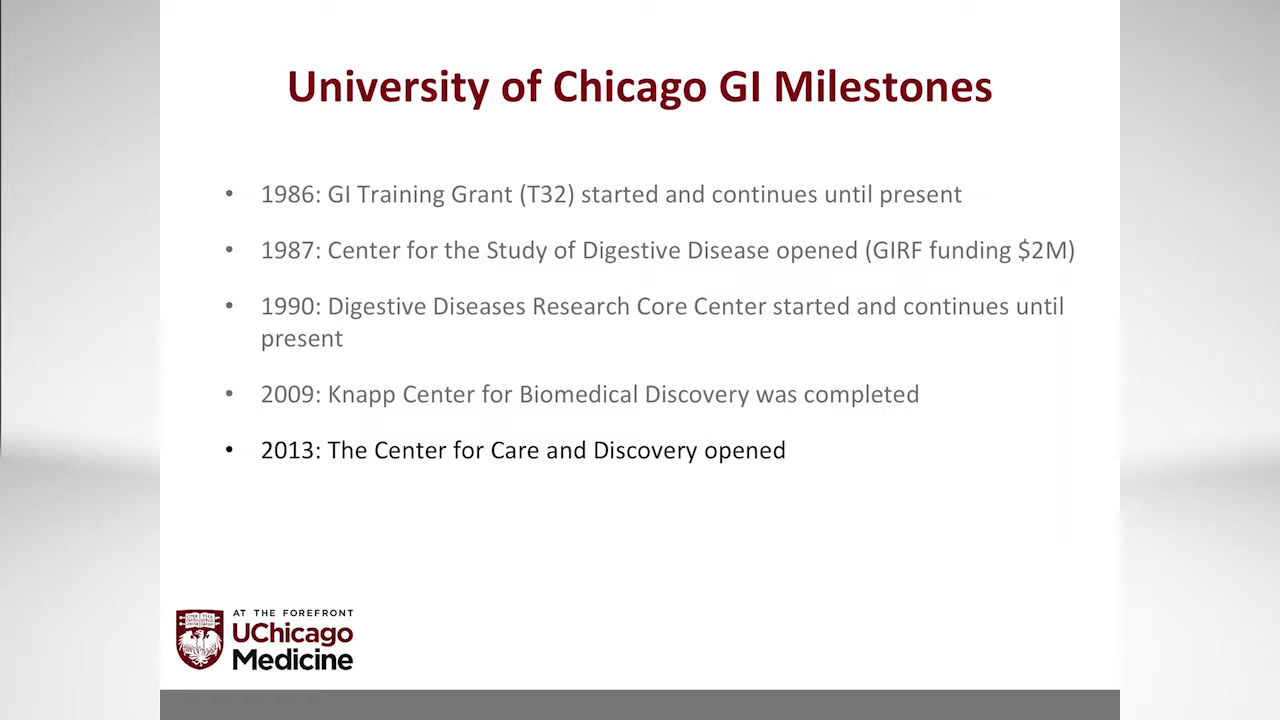 University of Chicago GI Milestones
• 1986: GI Training Grant (T32) started and continues until present
• 1987: Center for the Study of Digestive Disease opened (GIRF funding $2M)
• 1990: Digestive Diseases Research Core Center started and continues until
present
• 2009: Knapp Center for Biomedical Discovery was completed
• 2013: The Center for Care and Discovery opened
AT THE FOREFRONT
UChicago
Medicine